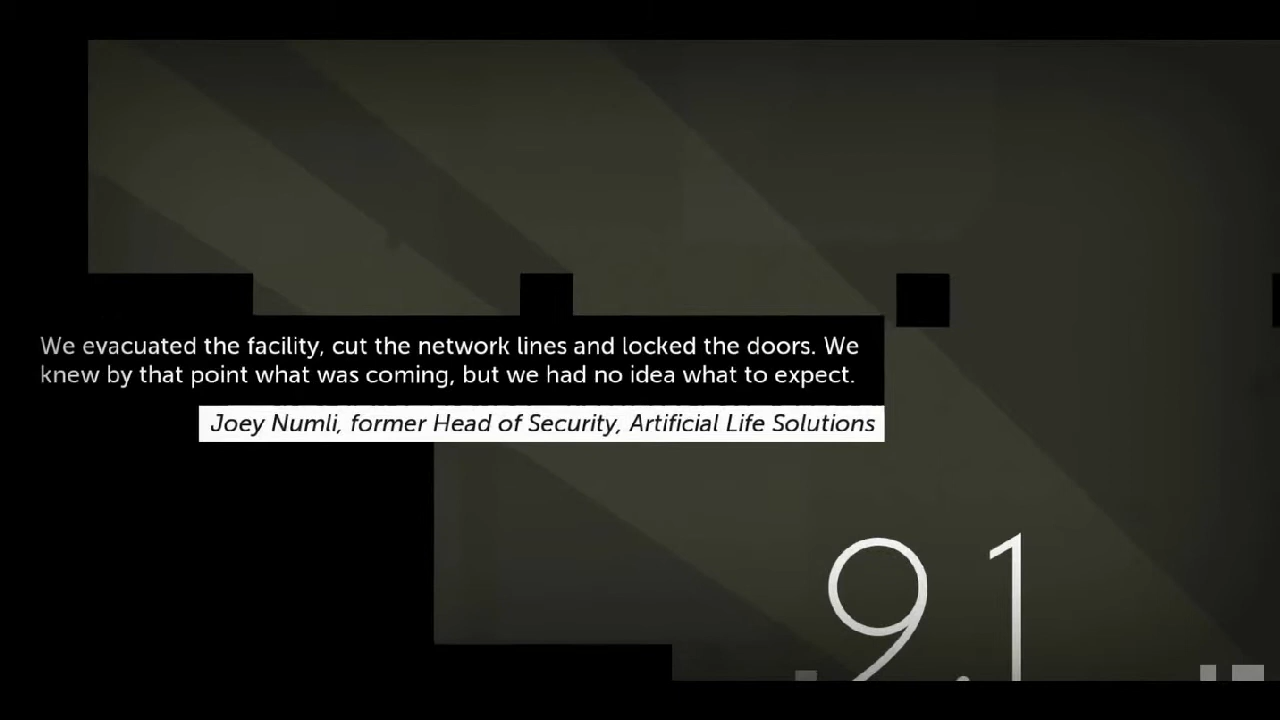 We evacuated the facility, cut the network lines and locked the doors. We
knew by that point what was coming, but we had no idea what to expect.
Joey Numli, former Head of Security, Artificial Life Solutions
9.1